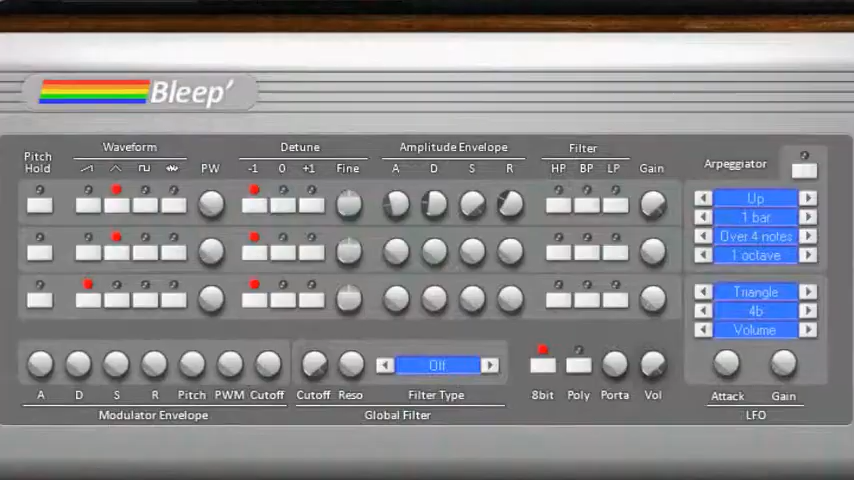 Bleep'
Pitch Hold
Waveform
PW
Detune
-1 0 +1 Fine
Amplitude Envelope
A D S R
Filter
HP BP LP
Gain
Arpeggiator
Up
1 bar
Over 4 notes
1 octave
Triangle
4b
Volume
Attack Gain
LFO
A D S R Pitch PWM Cutoff
Modulator Envelope
Off
Cutoff Reso Filter Type
Global Filter
8bit Poly Porta Vol